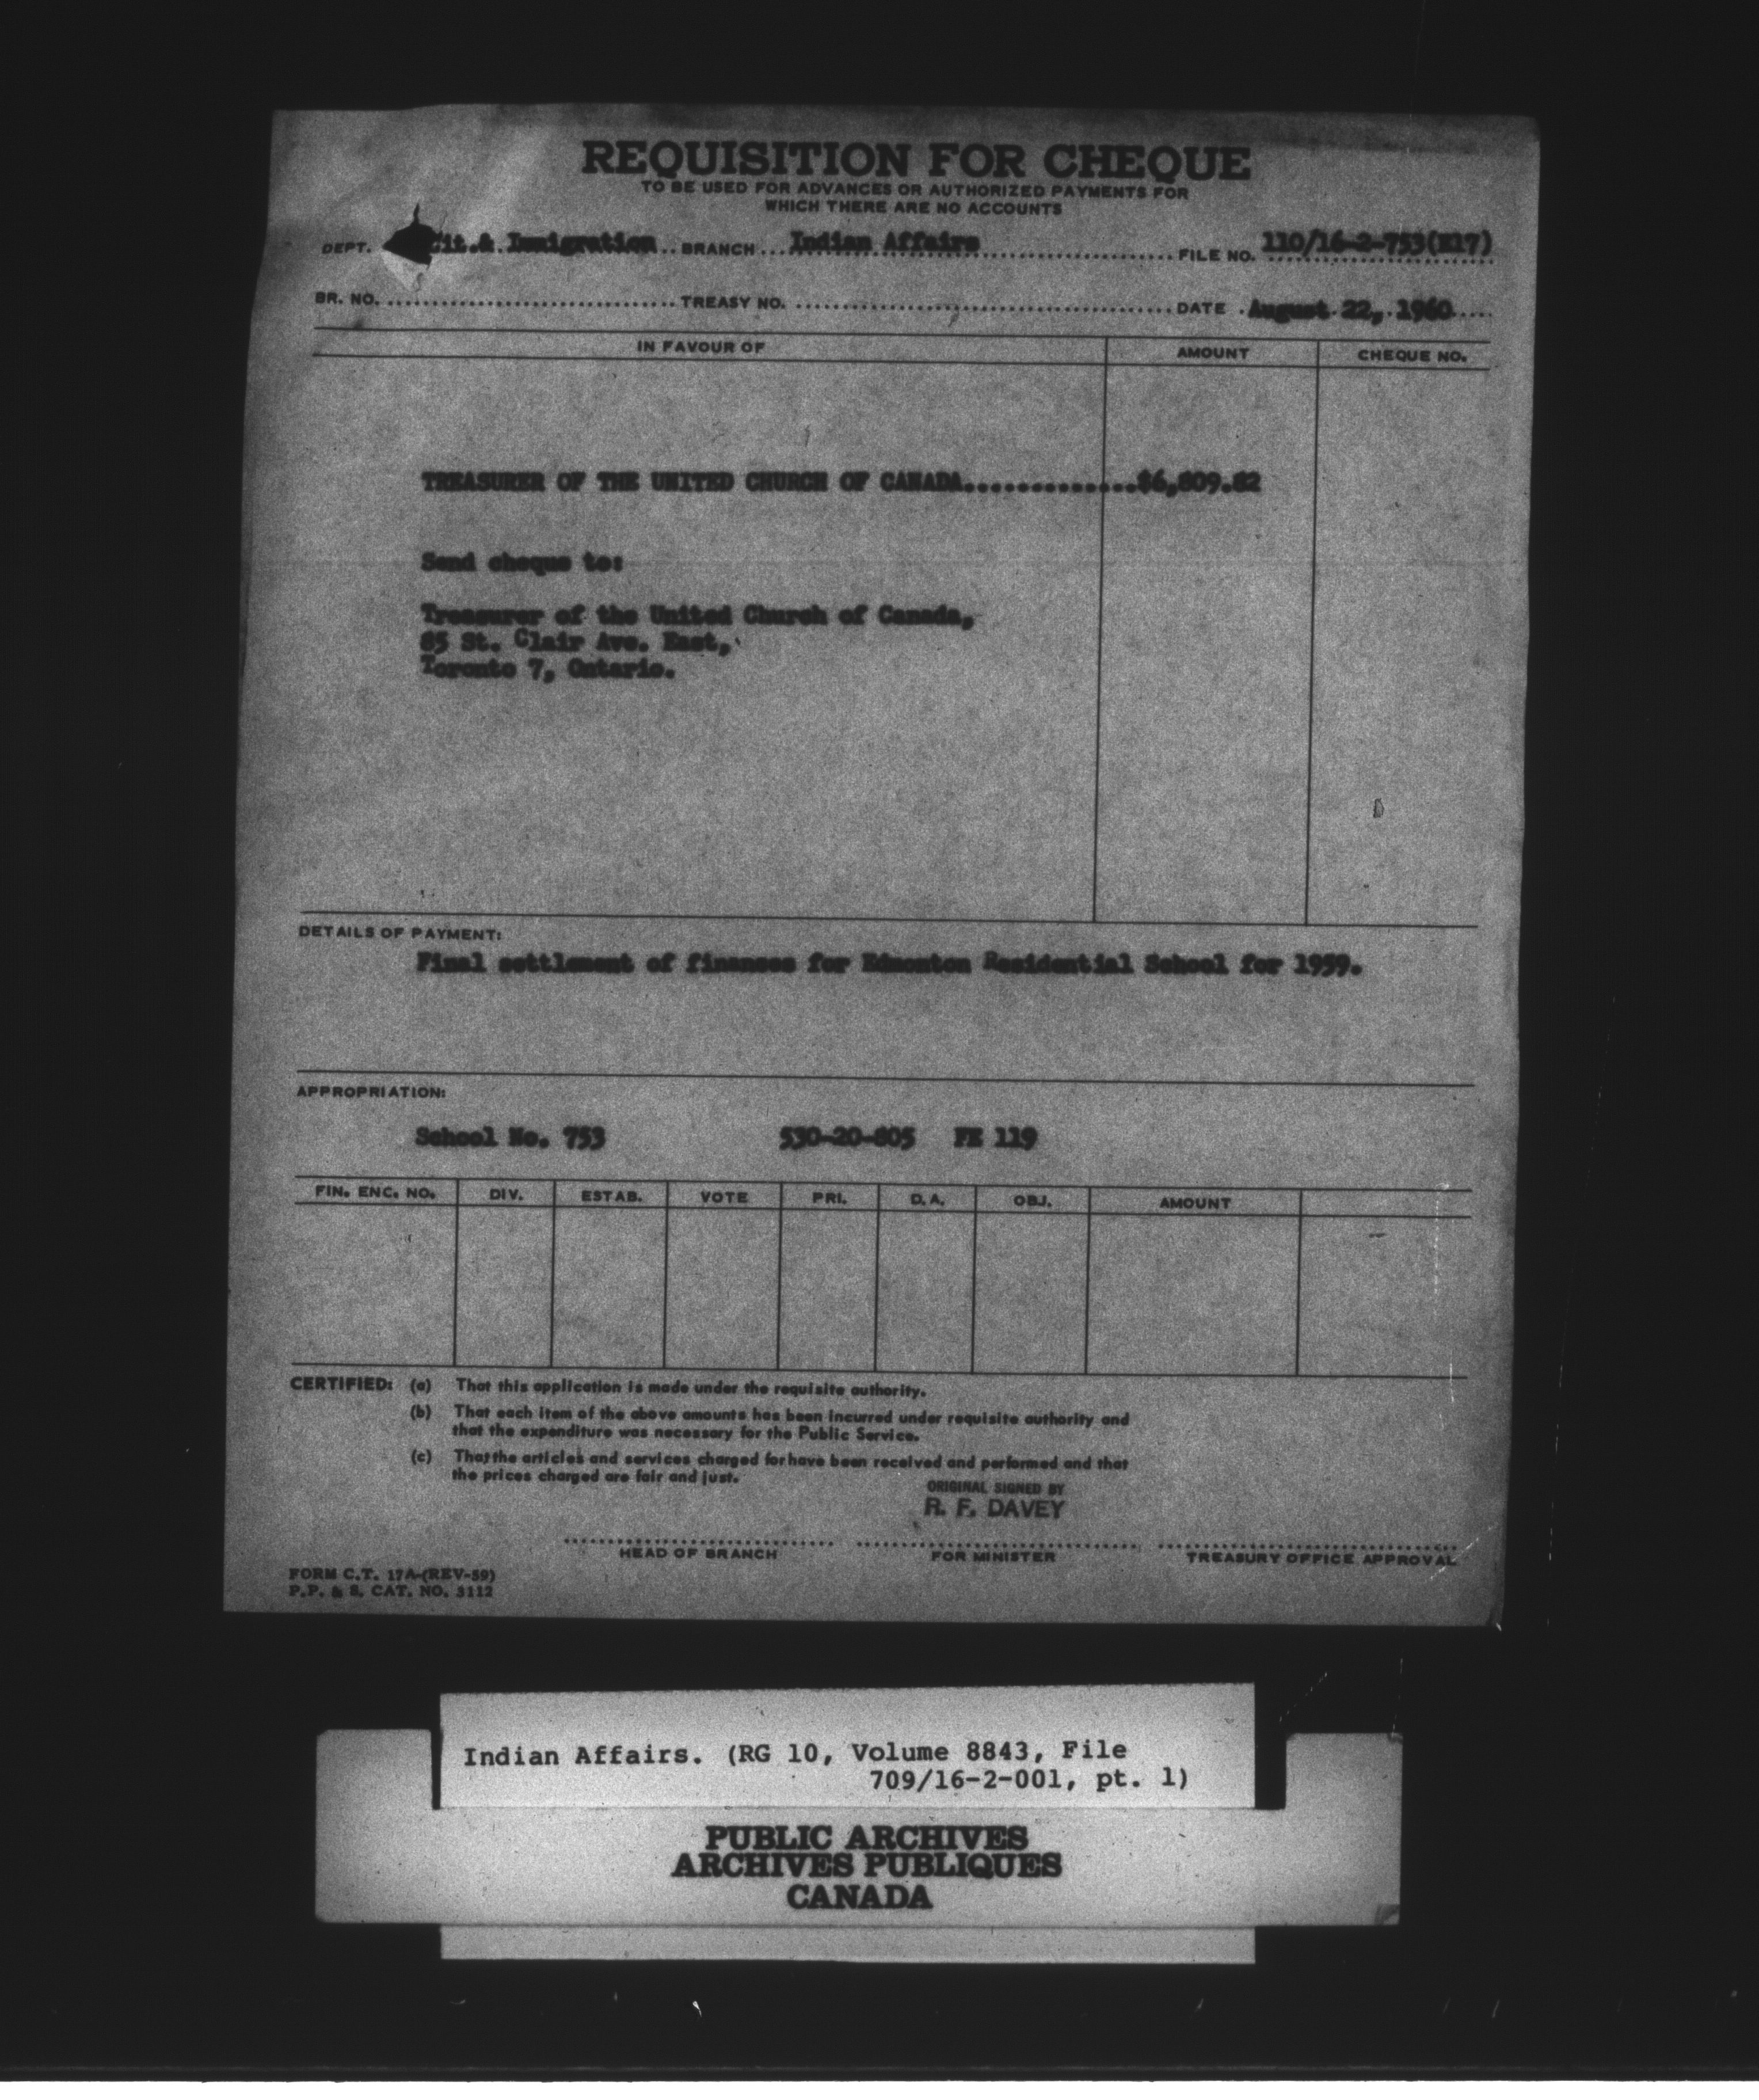 REQUISITION FOR CHEQUE
TO BE USED FOR ADVANCES OR AUTHORIZED PAYMENTS FOR
WHICH THERE ARE NO ACCOUNTS
DEPT. Cit. & Immigration BRANCH Indian Affairs FILE NO. 110/16-2-753(E17)
BR. NO. TREASY NO. DATE August 22, 1960
IN FAVOUR OF AMOUNT CHEQUE NO.
TREASURER OF THE UNITED CHURCH OF CANADA..............$6,809.82
Send cheque to:
Treasurer of the United Church of Canada,
85 St. Clair Ave. East,
Toronto 7, Ontario.
DETAILS OF PAYMENT:
Final settlement of finances for Edmonton Residential School for 1959.
APPROPRIATION:
School No. 753 530-20-805 FE 119
FIN. ENC. NO. DIV. ESTAB. VOTE PRI. D.A. OBJ. AMOUNT
CERTIFIED: (a) That this application is made under the requisite authority.
(b) That each item of the above amounts has been incurred under requisite authority and
that the expenditure was necessary for the Public Service.
(c) That the articles and services charged for have been received and performed and that
the prices charged are fair and just.
ORIGINAL SIGNED BY
R. F. DAVEY
HEAD OF BRANCH FOR MINISTER TREASURY OFFICE APPROVAL
FORM C.T. 17A-(REV-59)
P.P. & S. CAT. NO. 3112
Indian Affairs. (RG 10, Volume 8843, File
709/16-2-001, pt. 1)
PUBLIC ARCHIVES
ARCHIVES PUBLIQUES
CANADA